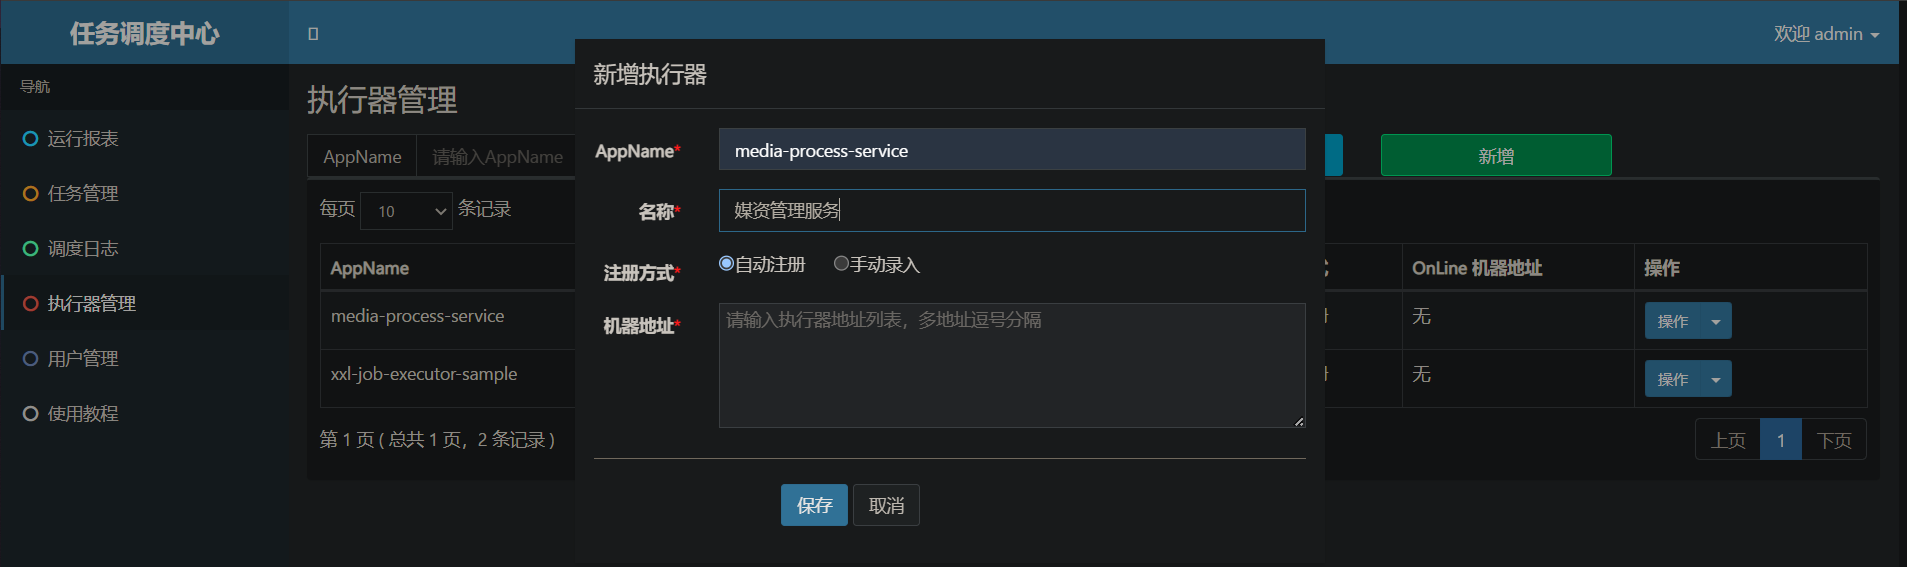 任务调度中心
欢迎 admin
导航
运行报表
任务管理
调度日志
执行器管理
用户管理
使用教程
执行器管理
AppName 请输入AppName
新增
每页 10 条记录
AppName
OnLine 机器地址 操作
media-process-service
无 操作
xxl-job-executor-sample
无 操作
第 1 页 ( 总共 1 页，2 条记录 )
上页 1 下页
新增执行器
AppName* media-process-service
名称* 媒资管理服务
注册方式* 自动注册 手动录入
机器地址* 请输入执行器地址列表，多地址逗号分隔
保存 取消